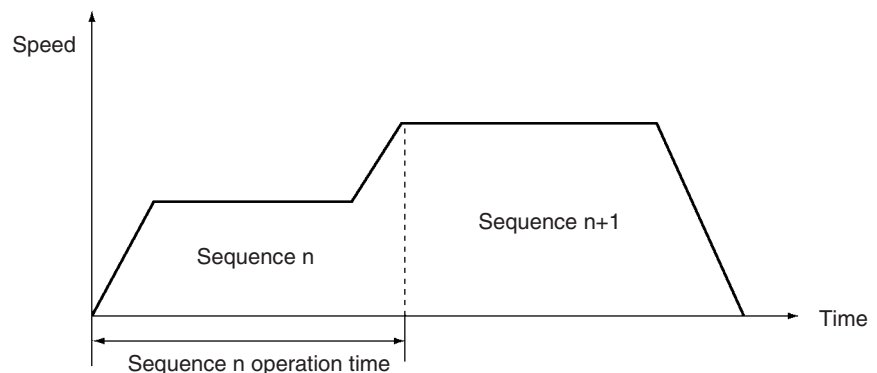 Speed
Sequence n
Sequence n+1
Time
Sequence n operation time